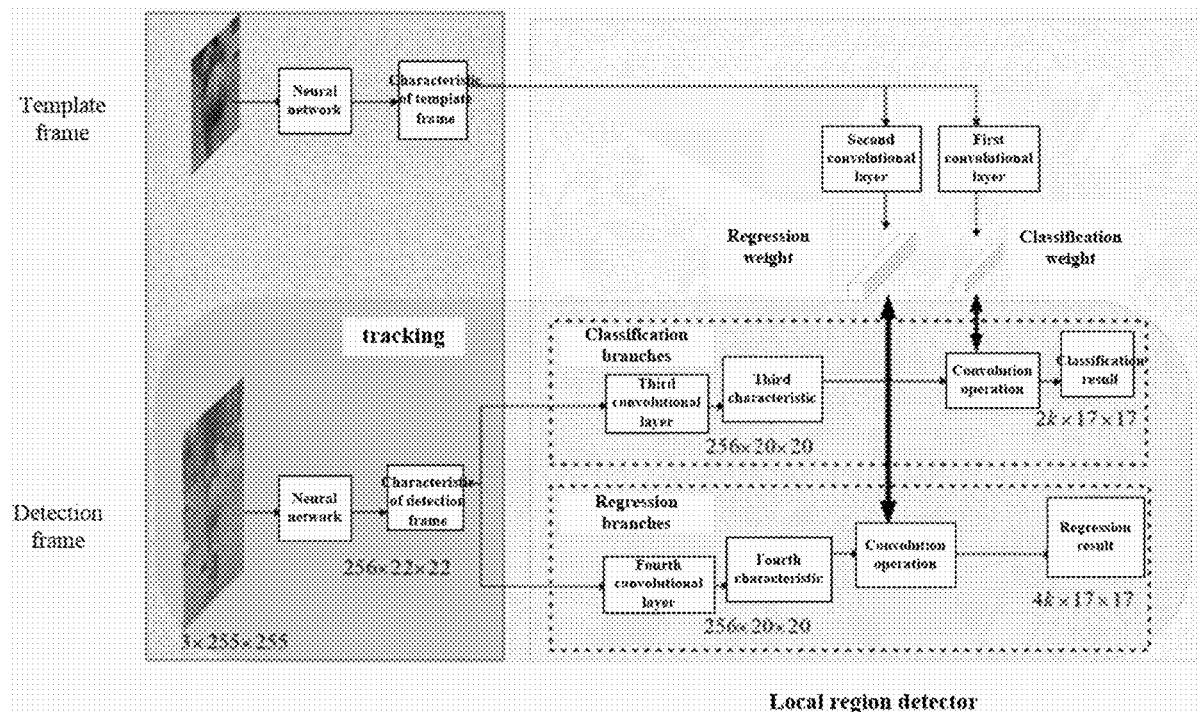 Template
frame
Neural
network
Characteristic
of template
frame
Second
convolutional
layer
First
convolutional
layer
Regression
weight
Classification
weight
tracking
Classification
branches
Third
convolutional
layer
Third
characteristic
256×20×20
Convolution
operation
Classification
result
2k×17×17
Detection
frame
3×255×255
Neural
network
Characteristic
of detection
frame
256×22×22
Regression
branches
Fourth
convolutional
layer
Fourth
characteristic
256×20×20
Convolution
operation
Regression
result
4k×17×17
Local region detector